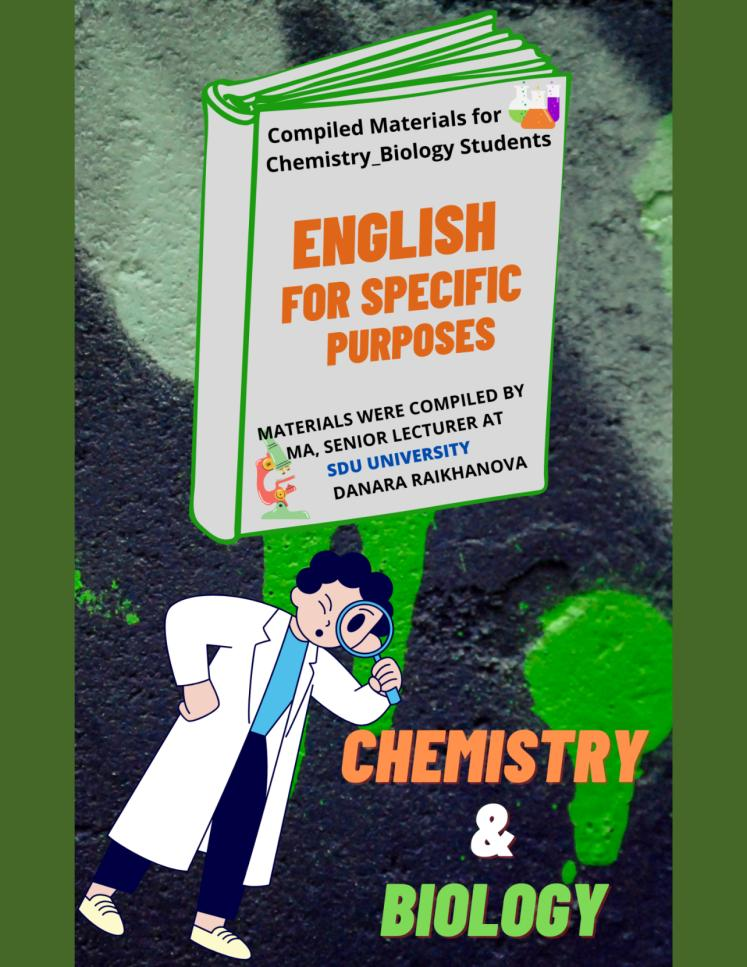 Compiled Materials for
Chemistry_Biology Students
ENGLISH
FOR SPECIFIC
PURPOSES
MATERIALS WERE COMPILED BY
MA, SENIOR LECTURER AT
SDU UNIVERSITY
DANARA RAIKHANOVA
CHEMISTRY
&
BIOLOGY